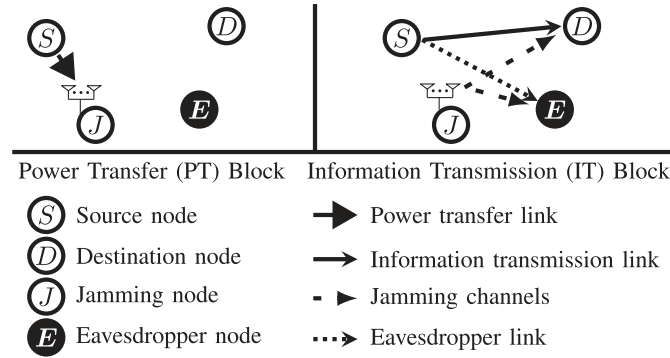 S D S D
J E J E
Power Transfer (PT) Block Information Transmission (IT) Block
S Source node Power transfer link
D Destination node Information transmission link
J Jamming node Jamming channels
E Eavesdropper node Eavesdropper link